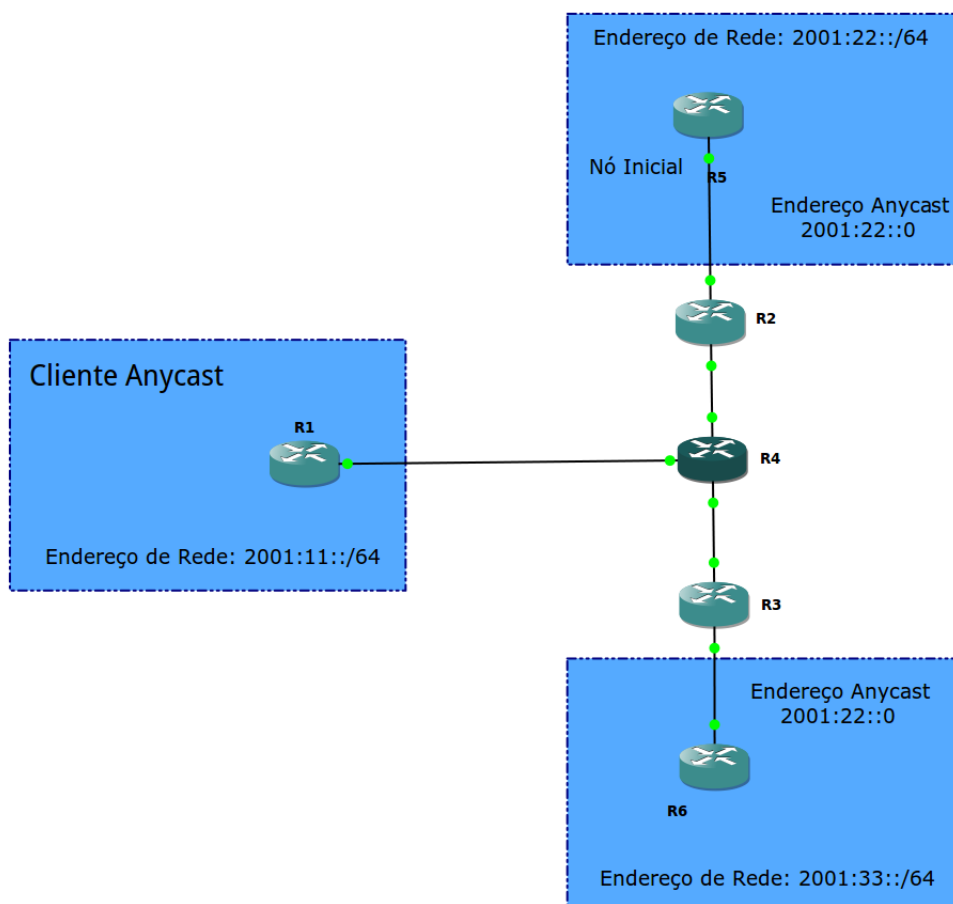 Endereço de Rede: 2001:22::/64
Nó Inicial
R5
Endereço Anycast
2001:22::0
R2
Cliente Anycast
R1
R4
Endereço de Rede: 2001:11::/64
R3
Endereço Anycast
2001:22::0
R6
Endereço de Rede: 2001:33::/64